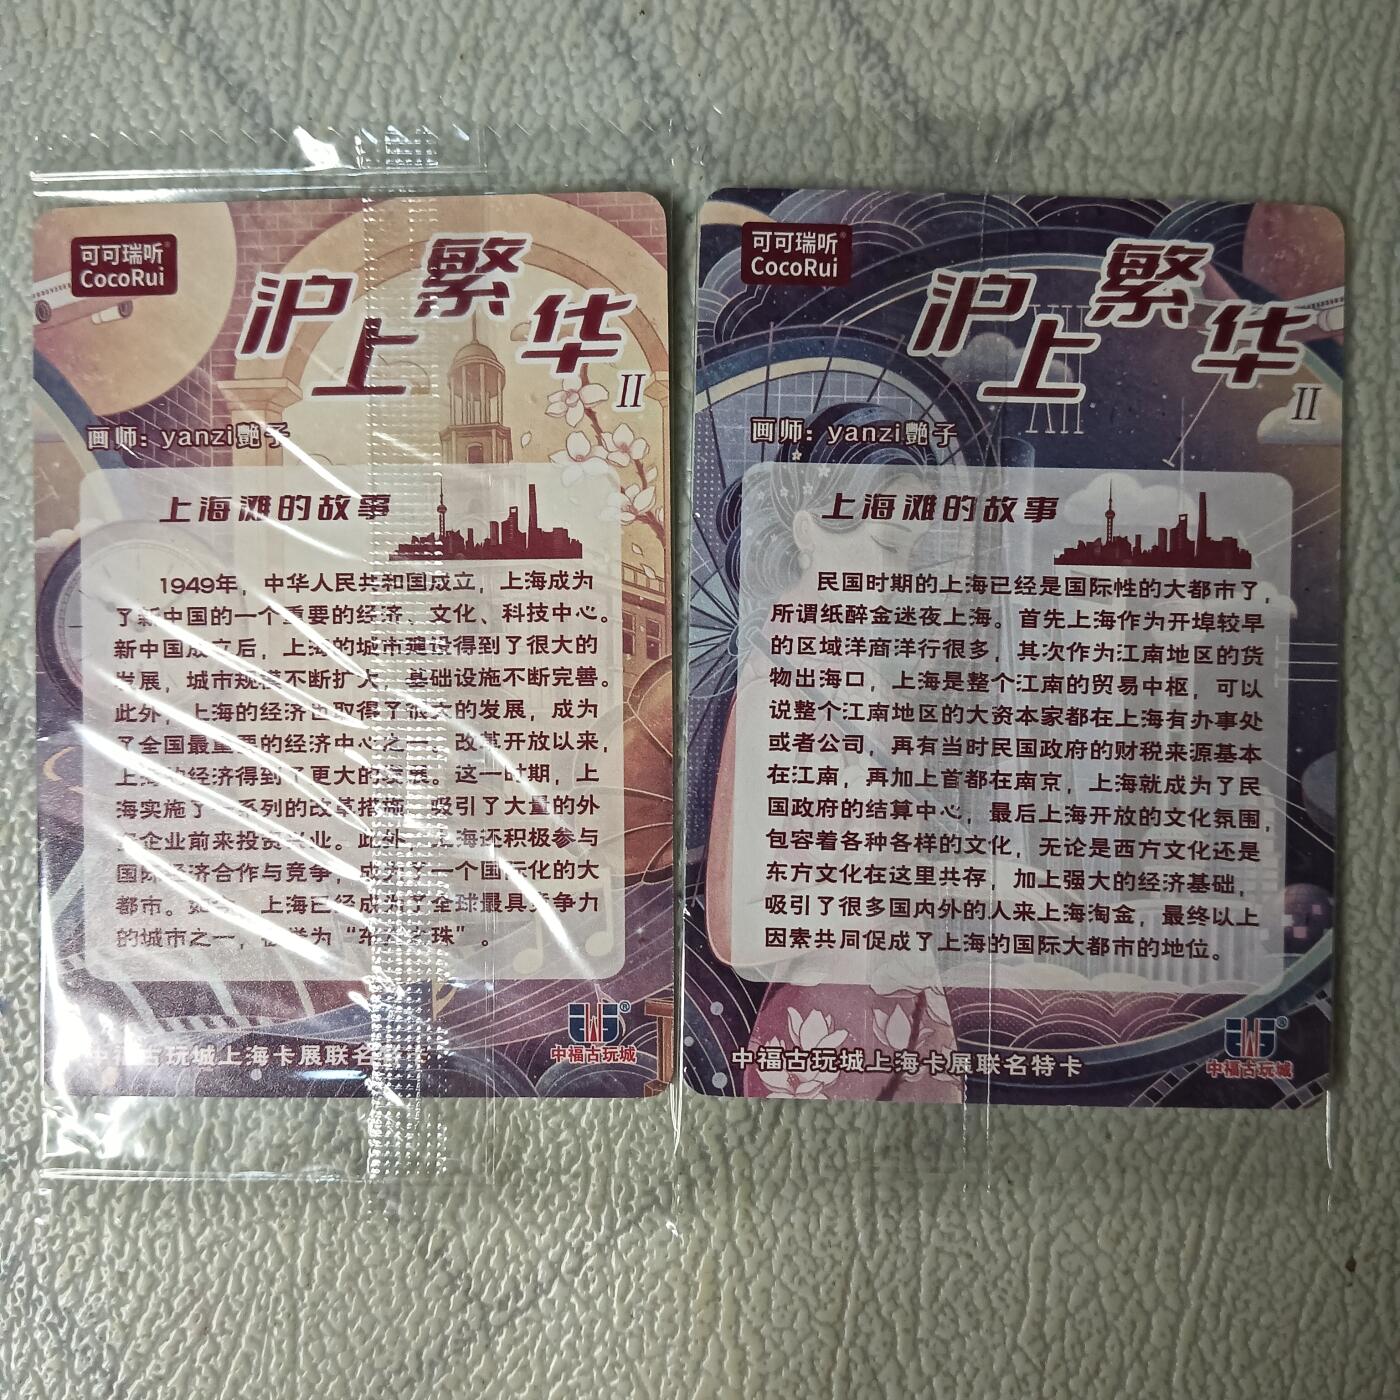 可可瑞听®
CocoRui
沪上繁华
II
画师：yanzi艷子
上海滩的故事
1949年，中华人民共和国成立，上海成为
了新中国的一个重要的经济、文化、科技中心。
新中国成立后，上海的城市建设得到了很大的
发展，城市规模不断扩大，基础设施不断完善。
此外，上海的经济也取得了很大的发展，成为
了全国最重要的经济中心之一。改革开放以来，
上海的经济得到了更大的发展。这一时期，上
海实施了一系列的改革措施，吸引了大量的外
企业前来投资兴业。此外，上海还积极参与
国际经济合作与竞争，成为了一个国际化的大
都市。如今，上海已经成为了全球最具竞争力
的城市之一，被誉为“东方明珠”。
中福古玩城上海卡展联名
®
中福古玩城
可可瑞听®
CocoRui
沪上繁华
II
画师：yanzi艷子
上海滩的故事
民国时期的上海已经是国际性的大都市了，
所谓纸醉金迷夜上海。首先上海作为开埠较早
的区域洋商洋行很多，其次作为江南地区的货
物出海口，上海是整个江南的贸易中枢，可以
说整个江南地区的大资本家都在上海有办事处
或者公司，再有当时民国政府的财税来源基本
在江南，再加上首都在南京，上海就成为了民
国政府的结算中心，最后上海开放的文化氛围，
包容着各种各样的文化，无论是西方文化还是
东方文化在这里共存，加上强大的经济基础，
吸引了很多国内外的人来上海淘金，最终以上
因素共同促成了上海的国际大都市的地位。
中福古玩城上海卡展联名特卡
®
中福古玩城